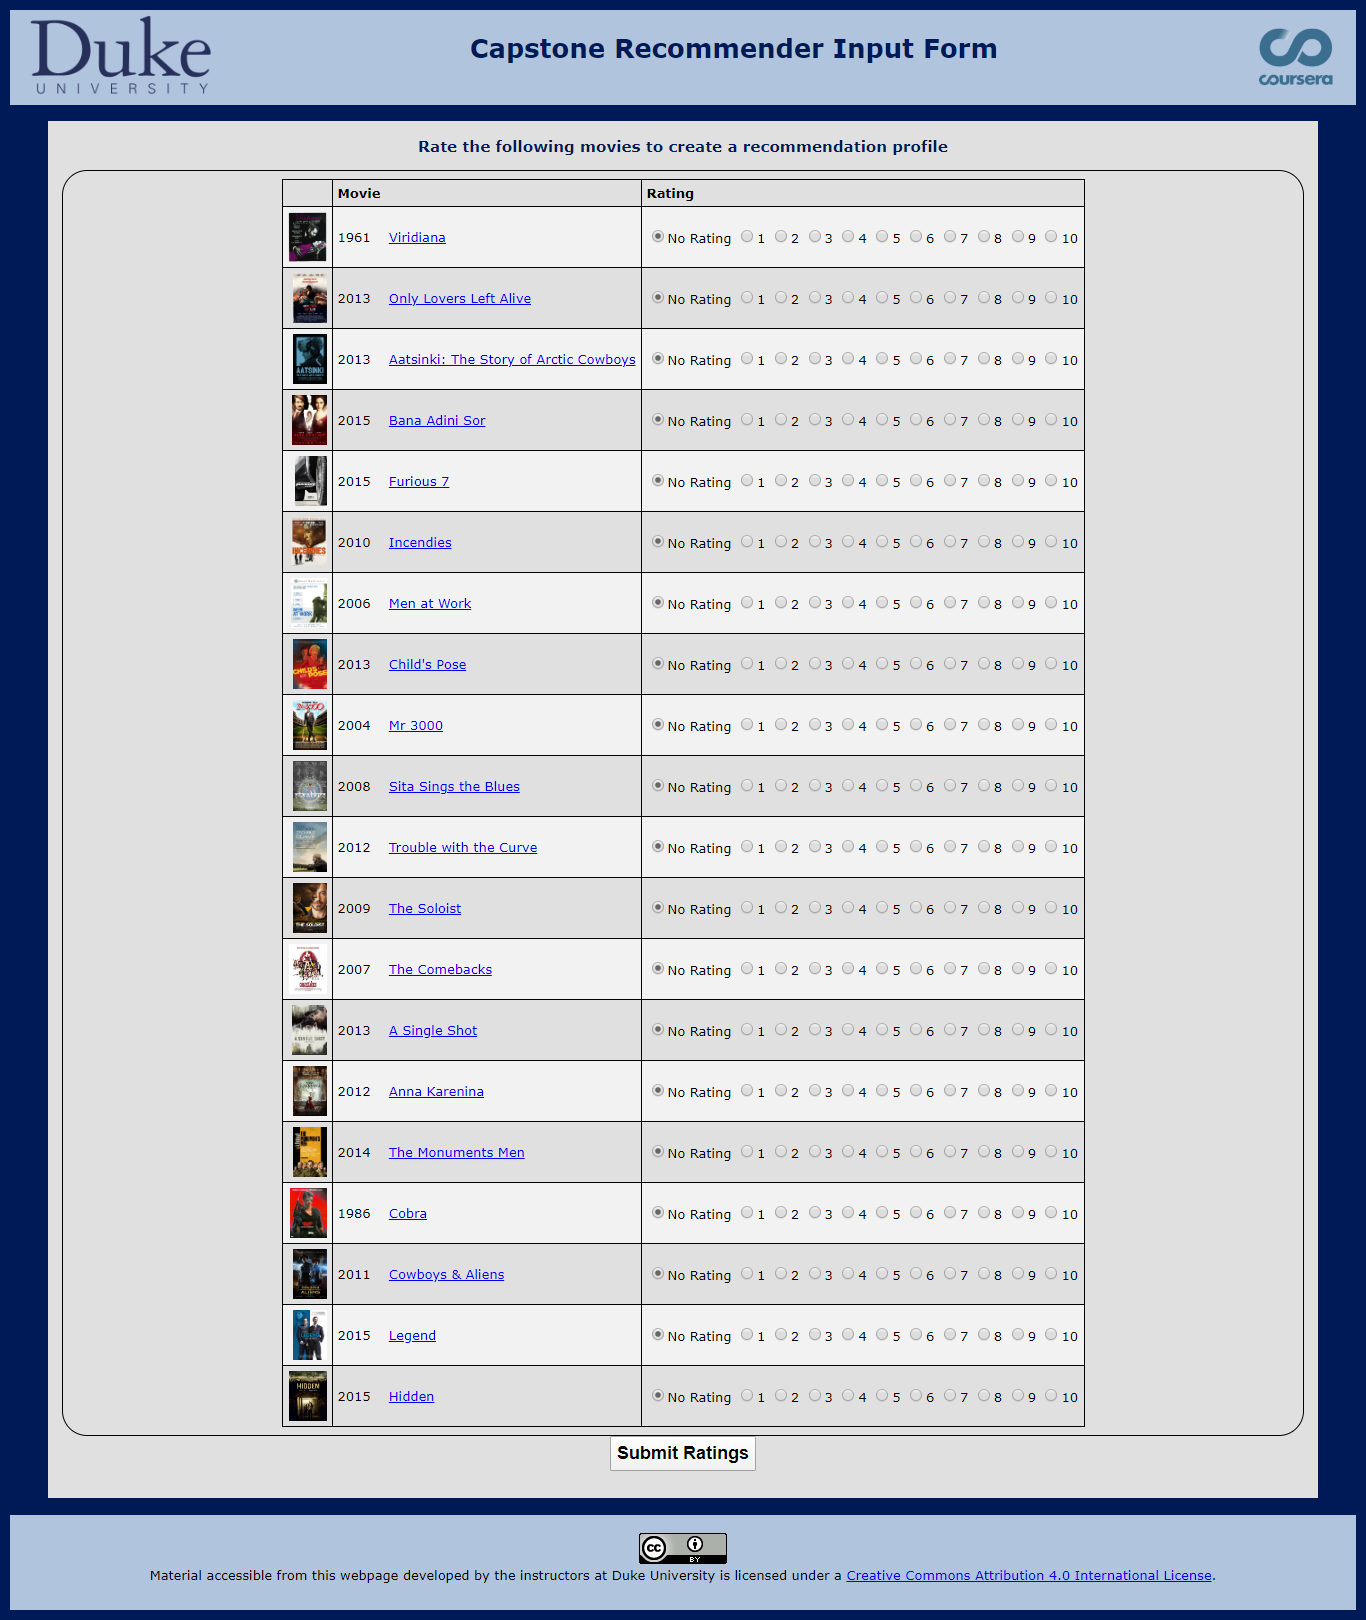 Duke
UNIVERSITY
Capstone Recommender Input Form
coursera
Rate the following movies to create a recommendation profile
Movie Rating
1961 Viridiana No Rating 1 2 3 4 5 6 7 8 9 10
2013 Only Lovers Left Alive No Rating 1 2 3 4 5 6 7 8 9 10
AATSINKI
2013 Aatsinki: The Story of Arctic Cowboys No Rating 1 2 3 4 5 6 7 8 9 10
2015 Bana Adini Sor No Rating 1 2 3 4 5 6 7 8 9 10
2015 Furious 7 No Rating 1 2 3 4 5 6 7 8 9 10
INCENDIES
2010 Incendies No Rating 1 2 3 4 5 6 7 8 9 10
2006 Men at Work No Rating 1 2 3 4 5 6 7 8 9 10
CHILD'S POSE
2013 Child's Pose No Rating 1 2 3 4 5 6 7 8 9 10
2004 Mr 3000 No Rating 1 2 3 4 5 6 7 8 9 10
2008 Sita Sings the Blues No Rating 1 2 3 4 5 6 7 8 9 10
2012 Trouble with the Curve No Rating 1 2 3 4 5 6 7 8 9 10
THE SOLOIST
2009 The Soloist No Rating 1 2 3 4 5 6 7 8 9 10
2007 The Comebacks No Rating 1 2 3 4 5 6 7 8 9 10
A SINGLE SHOT
2013 A Single Shot No Rating 1 2 3 4 5 6 7 8 9 10
2012 Anna Karenina No Rating 1 2 3 4 5 6 7 8 9 10
2014 The Monuments Men No Rating 1 2 3 4 5 6 7 8 9 10
1986 Cobra No Rating 1 2 3 4 5 6 7 8 9 10
ALIENS
2011 Cowboys & Aliens No Rating 1 2 3 4 5 6 7 8 9 10
2015 Legend No Rating 1 2 3 4 5 6 7 8 9 10
HIDDEN
2015 Hidden No Rating 1 2 3 4 5 6 7 8 9 10
Submit Ratings
cc BY
Material accessible from this webpage developed by the instructors at Duke University is licensed under a Creative Commons Attribution 4.0 International License.